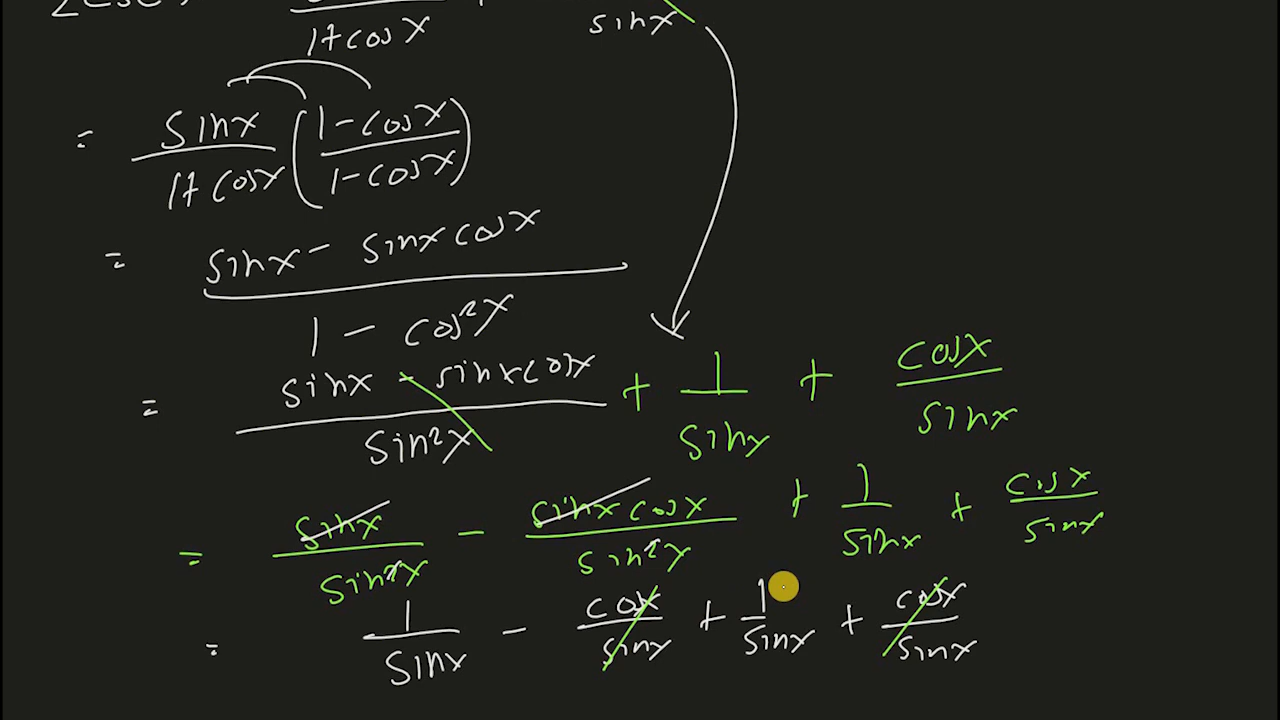 1+cosx sinx
= sinx/1+cosx (1-cosx/1-cosx)
= sinx - sinxcosx
1 - cos²x
= sinx - sinxcosx/sin²x + 1/sinx + cosx/sinx
= sinx/sin²x - sinxcosx/sin²x + 1/sinx + cosx/sinx
= 1/sinx - cosx/sinx + 1/sinx + cosx/sinx